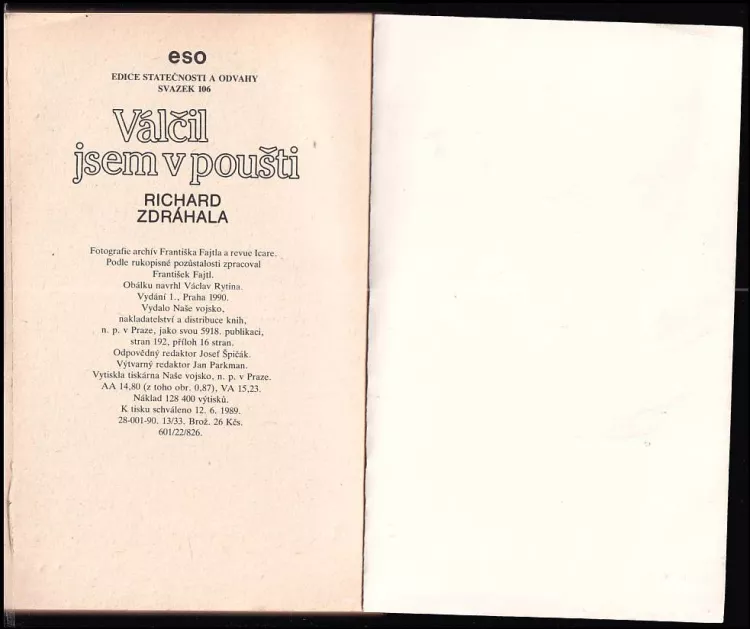 eso
EDICE STATEČNOSTI A ODVAHY
SVAZEK 106
Válčil
jsem v poušti
RICHARD
ZDRÁHALA
Fotografie archív Františka Fajtla a revue Icare.
Podle rukopisné pozůstalosti zpracoval
František Fajtl.
Obálku navrhl Václav Rytina.
Vydání 1., Praha 1990.
Vydalo Naše vojsko,
nakladatelství a distribuce knih,
n. p. v Praze, jako svou 5918. publikaci,
stran 192, příloh 16 stran.
Odpovědný redaktor Josef Špičák.
Výtvarný redaktor Jan Parkman.
Vytiskla tiskárna Naše vojsko, n. p. v Praze.
AA 14,80 (z toho obr. 0,87), VA 15,23.
Náklad 128 400 výtisků.
K tisku schváleno 12. 6. 1989.
28-001-90. 13/33. Brož. 26 Kčs.
601/22/826.